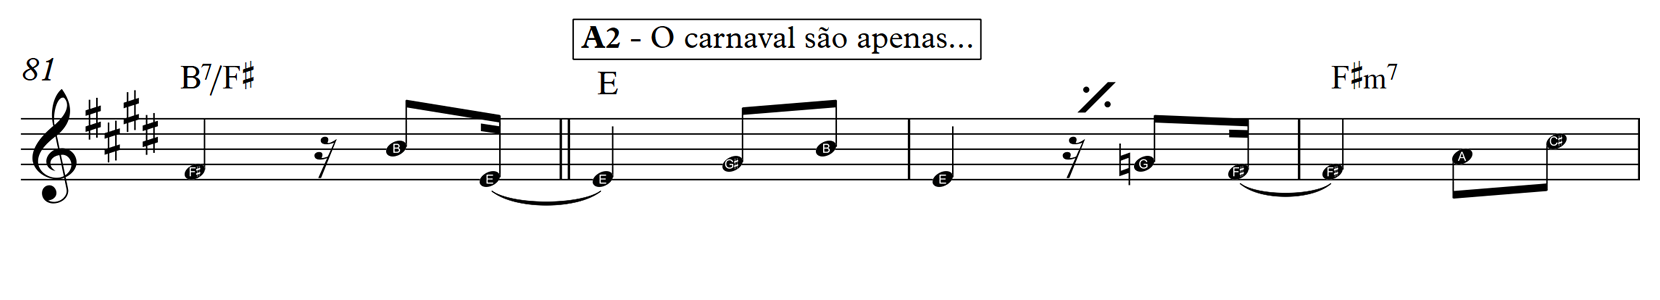 A2 - O carnaval são apenas...
81 B7/F♯ E F♯m7
F♯ B E E G♯ B E G F♯ F♯ A C♯